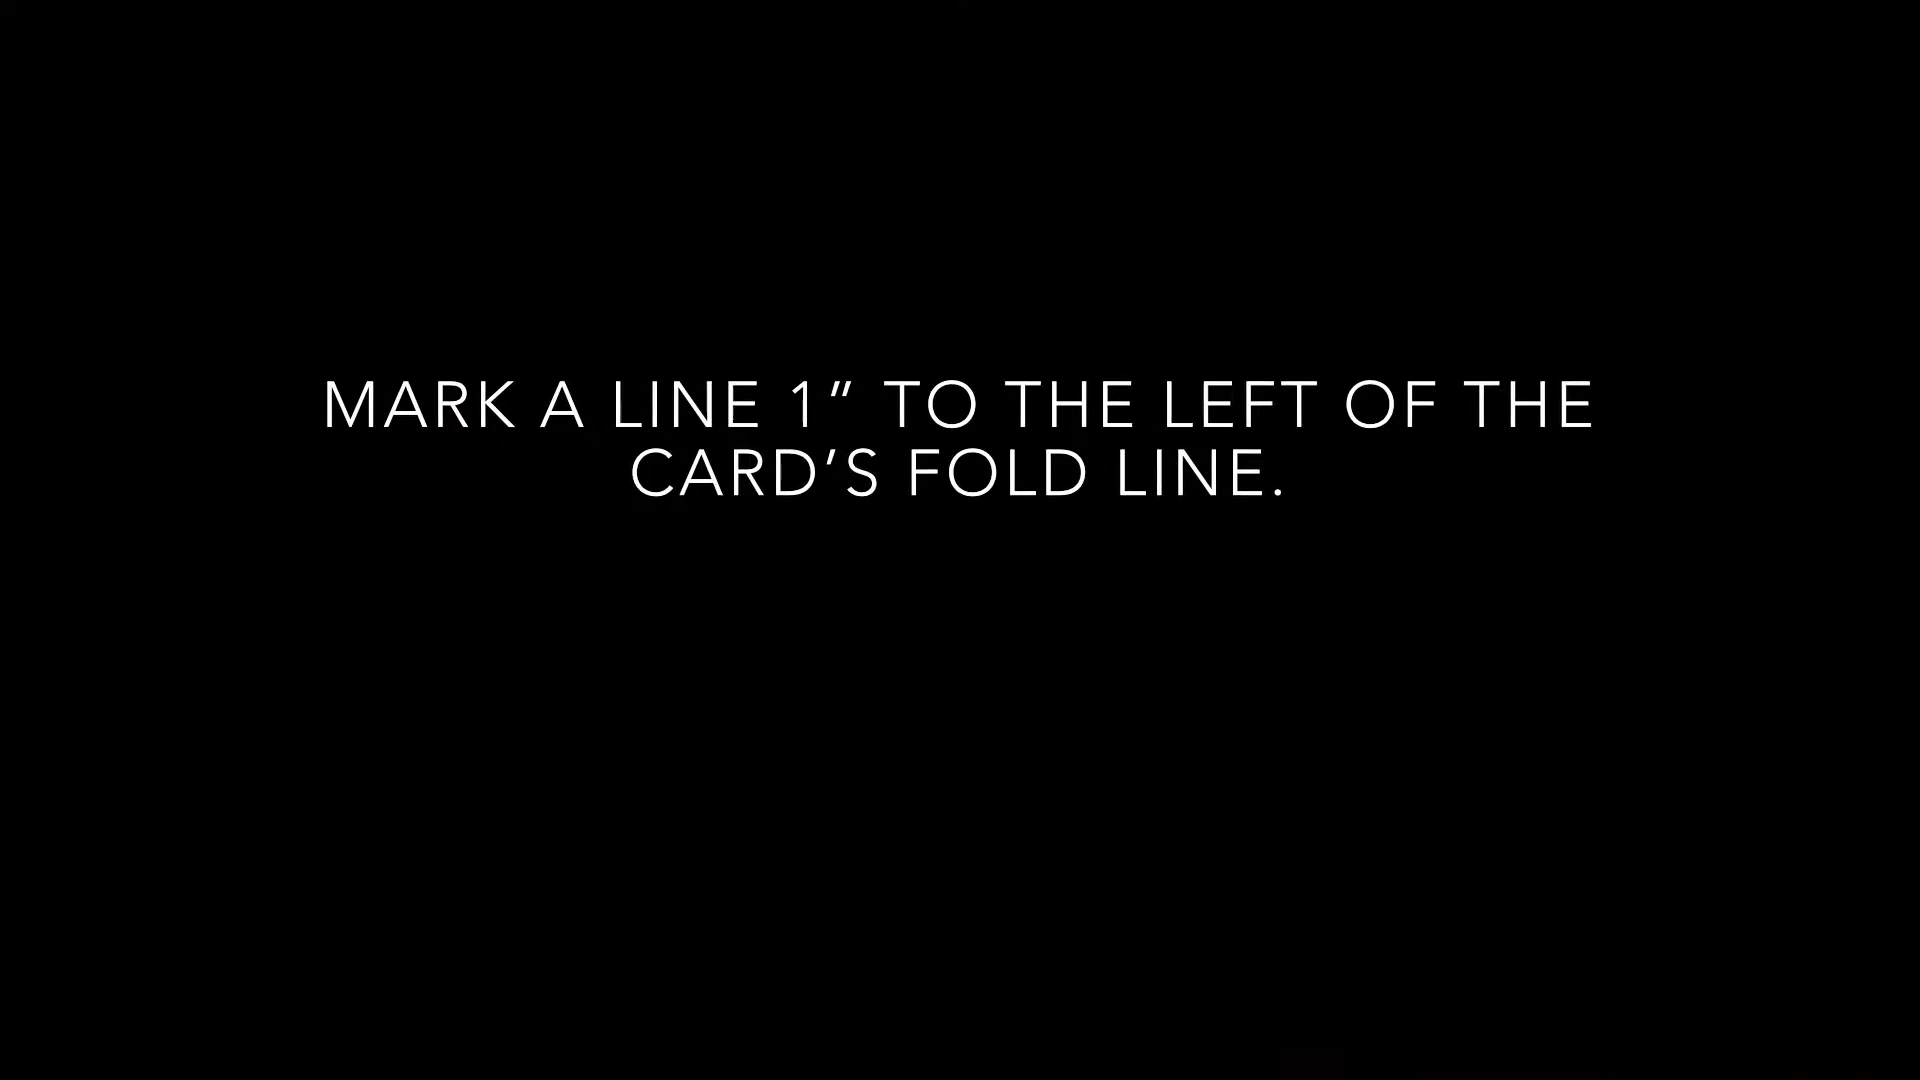 MARK A LINE 1” TO THE LEFT OF THE
CARD’S FOLD LINE.